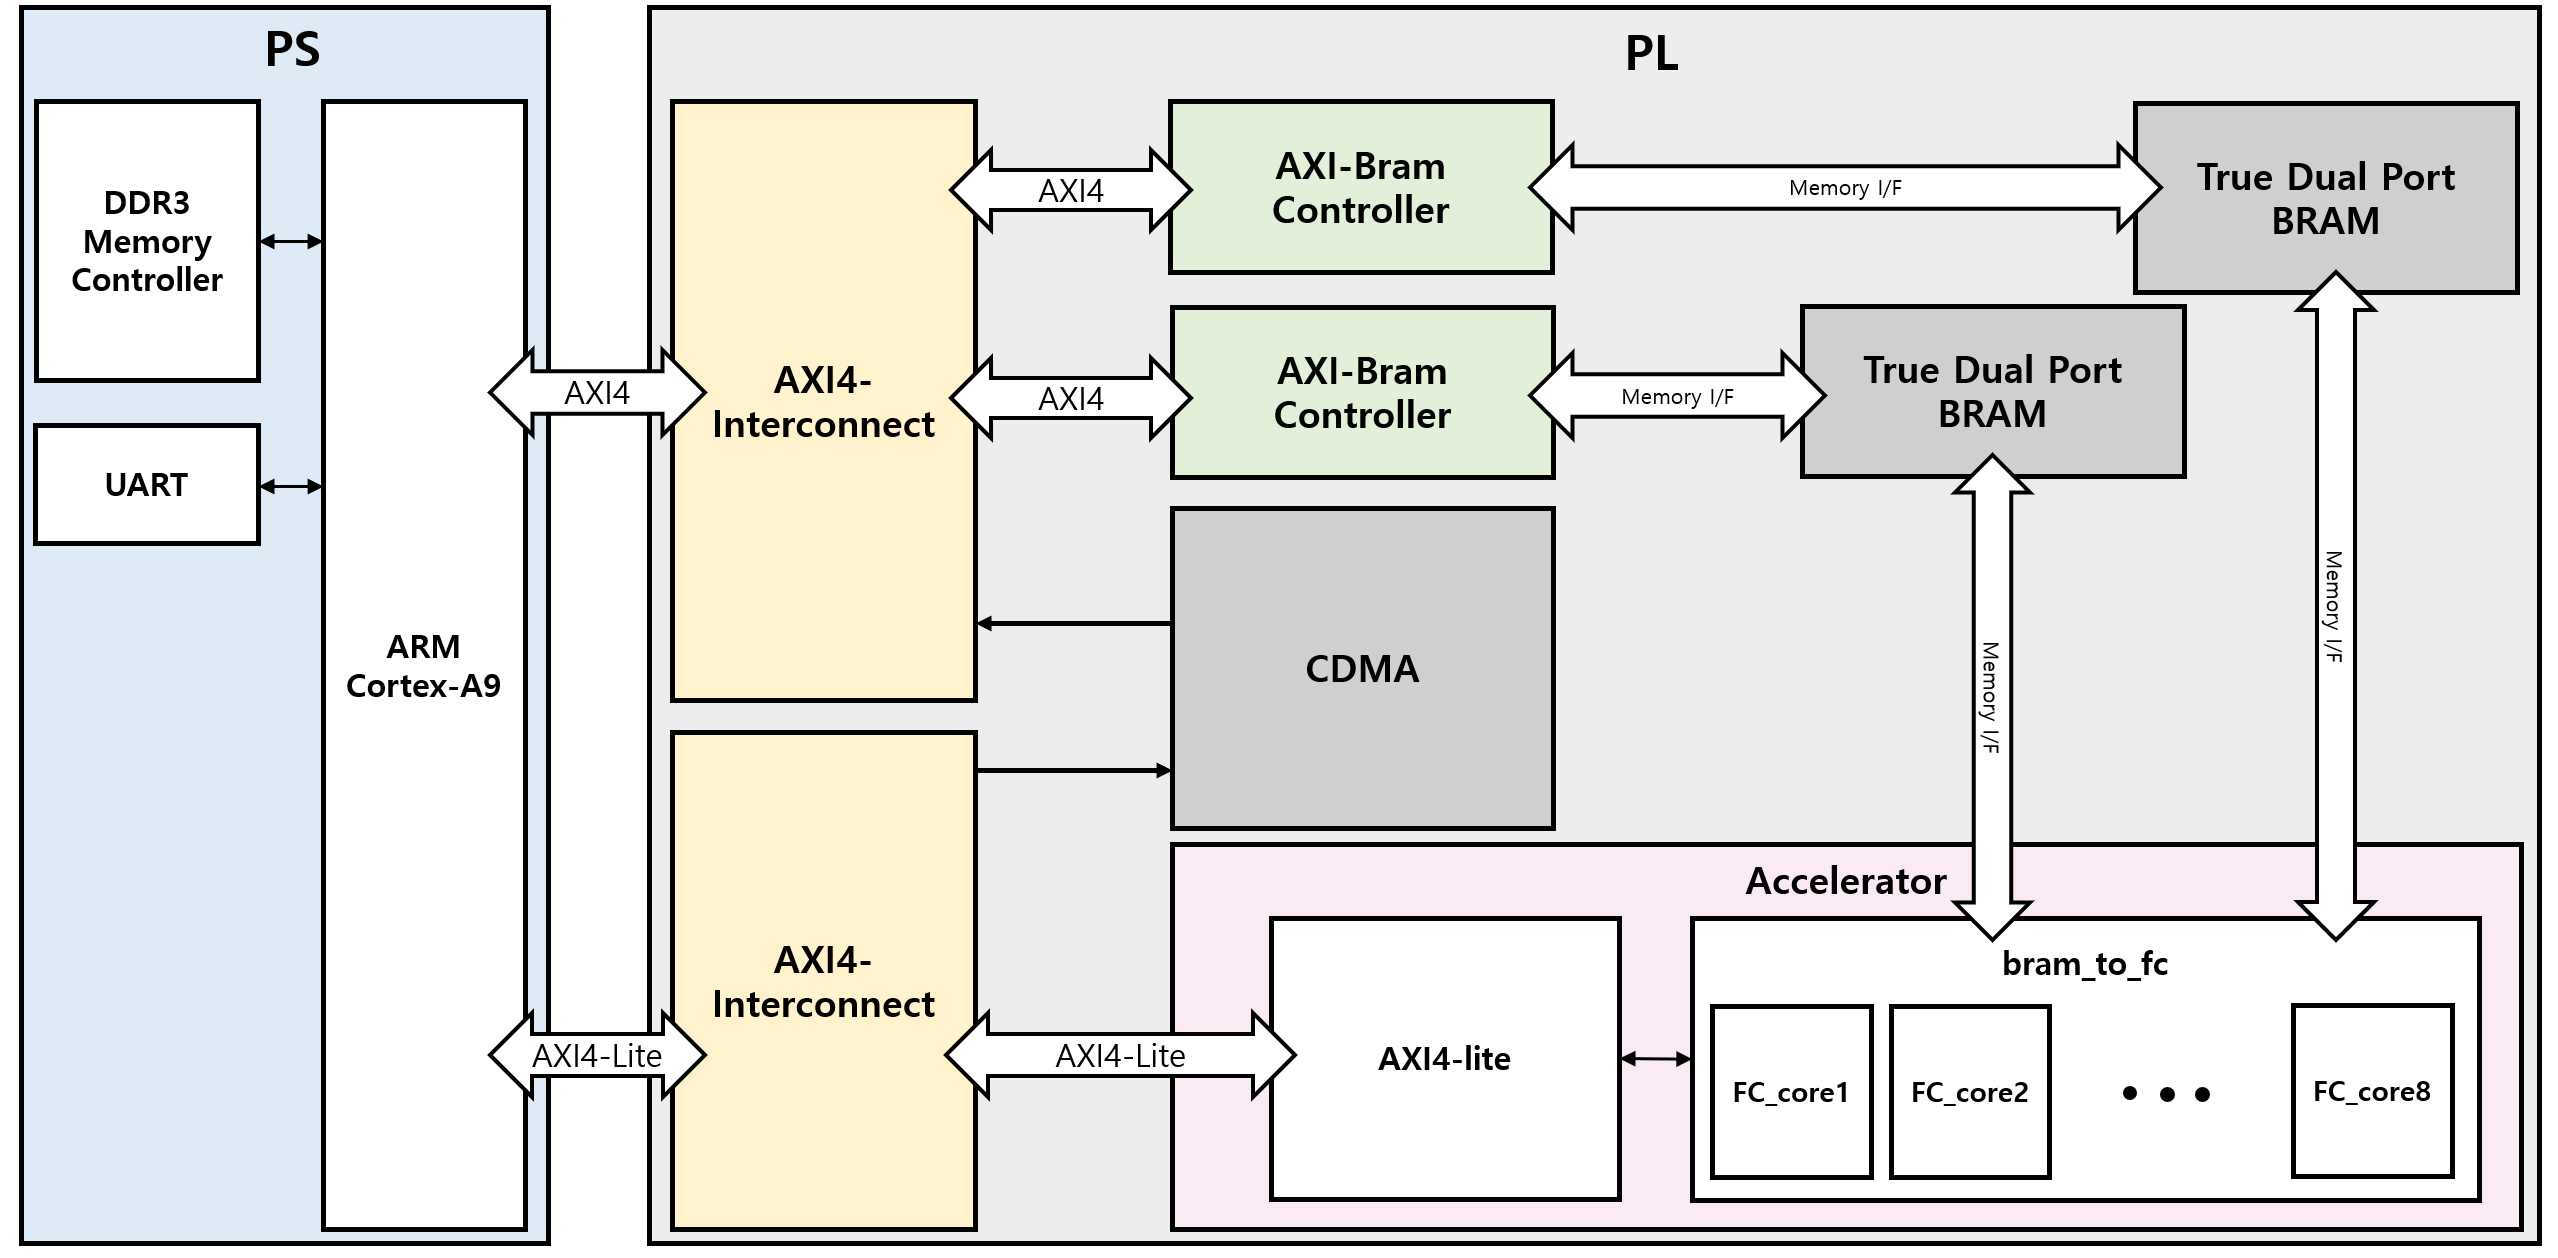 PS
DDR3
Memory
Controller
UART
ARM
Cortex-A9
AXI4
AXI4-Lite
PL
AXI4-
Interconnect
AXI4-
Interconnect
AXI4
AXI-Bram
Controller
Memory I/F
True Dual Port
BRAM
AXI4
AXI-Bram
Controller
Memory I/F
True Dual Port
BRAM
CDMA
Memory I/F
Memory I/F
AXI4-Lite
Accelerator
AXI4-lite
bram_to_fc
FC_core1
FC_core2
• • •
FC_core8